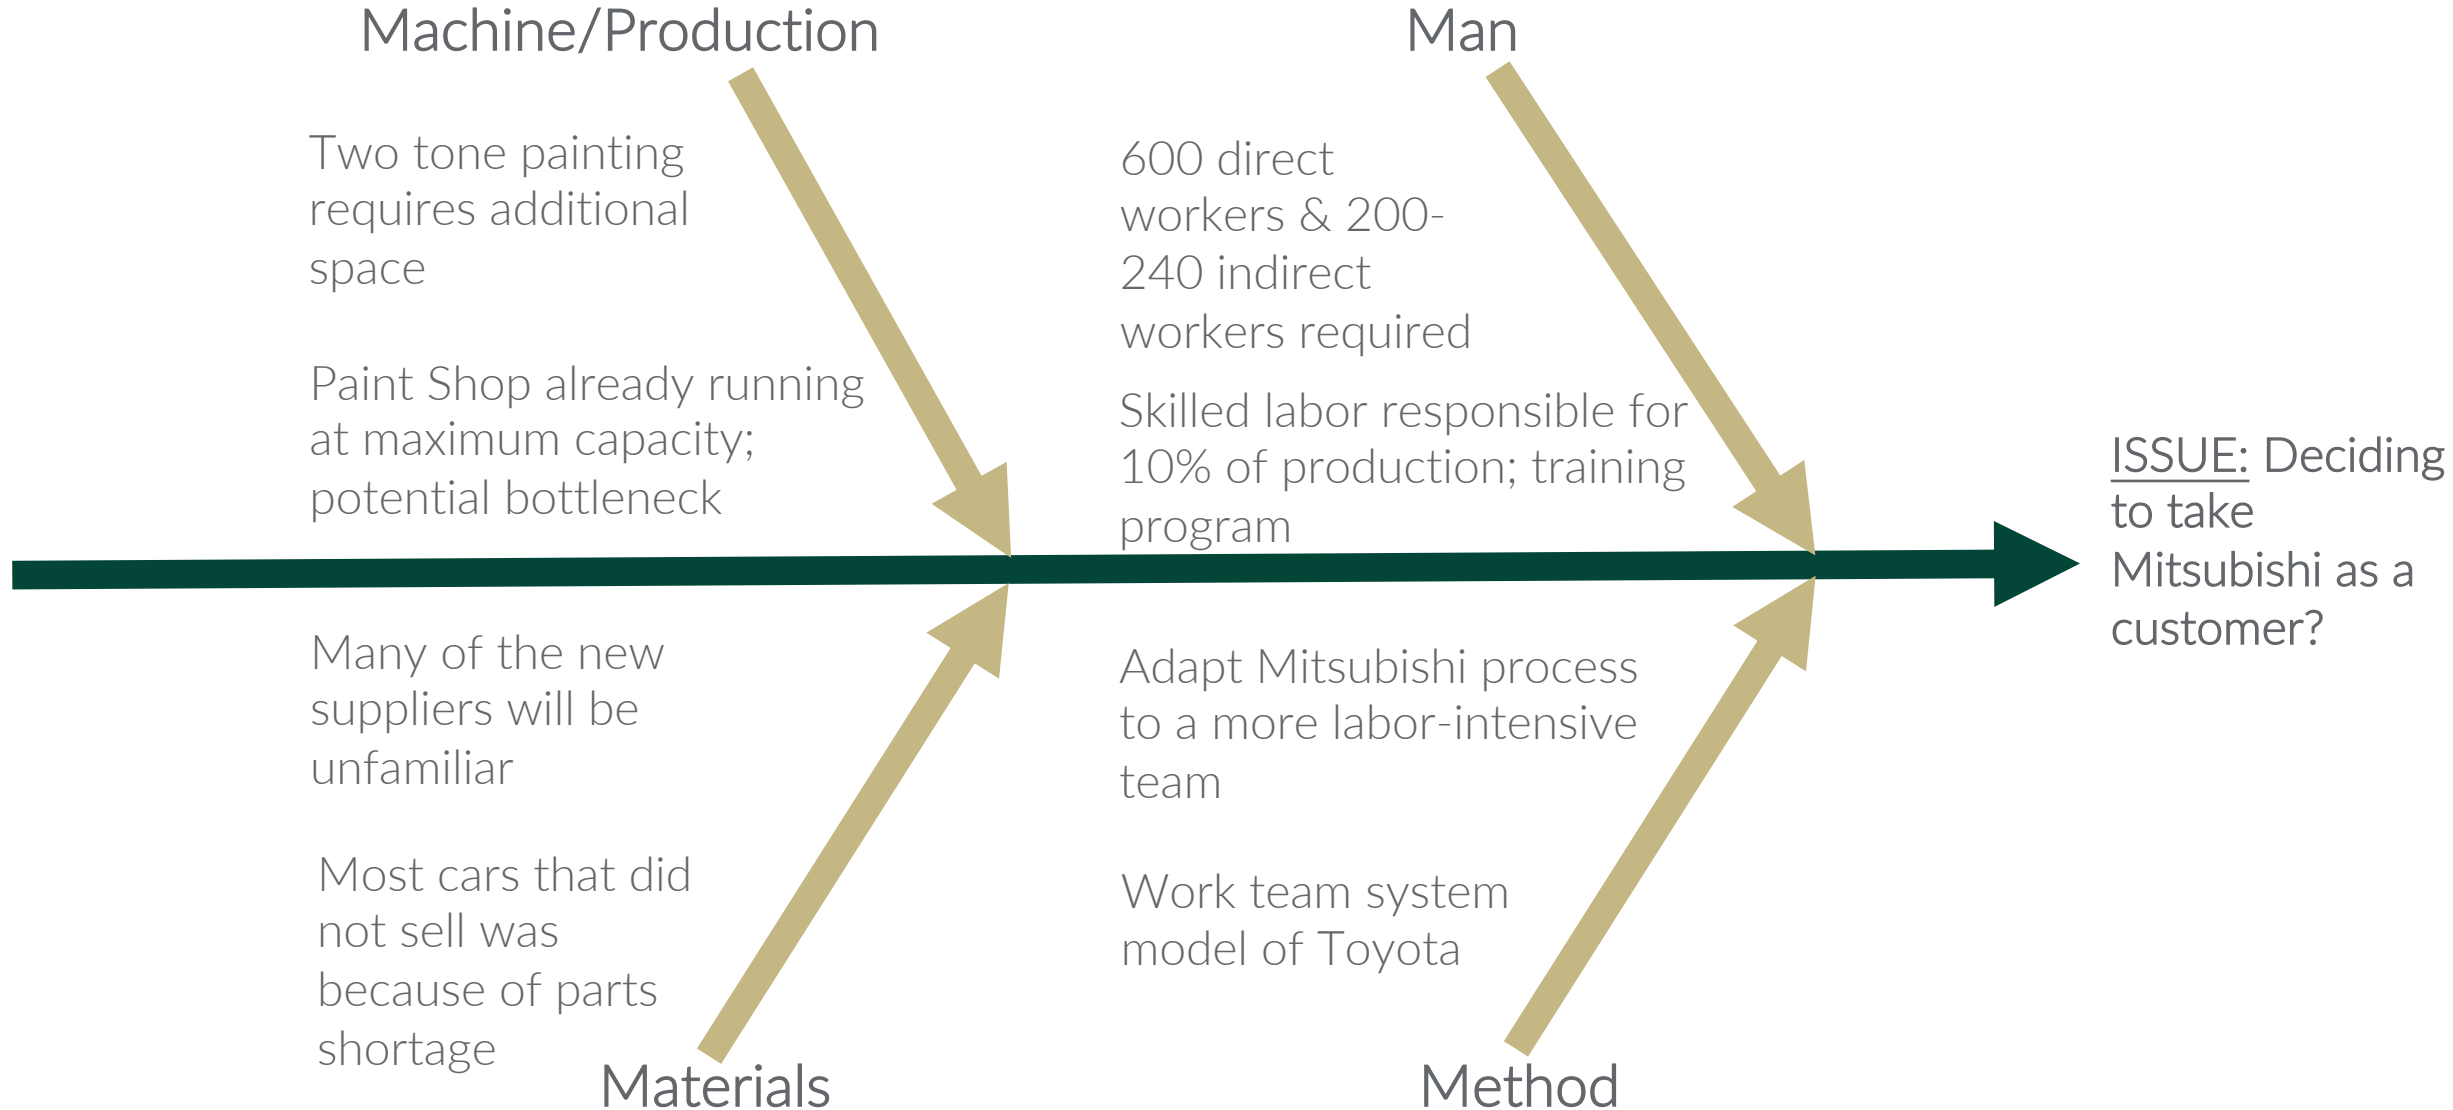 Machine/Production
Man
Two tone painting
requires additional
space
Paint Shop already running
at maximum capacity;
potential bottleneck
600 direct
workers & 200-
240 indirect
workers required
Skilled labor responsible for
10% of production; training
program
ISSUE: Deciding
to take
Mitsubishi as a
customer?
Many of the new
suppliers will be
unfamiliar
Most cars that did
not sell was
because of parts
shortage
Adapt Mitsubishi process
to a more labor-intensive
team
Work team system
model of Toyota
Materials
Method